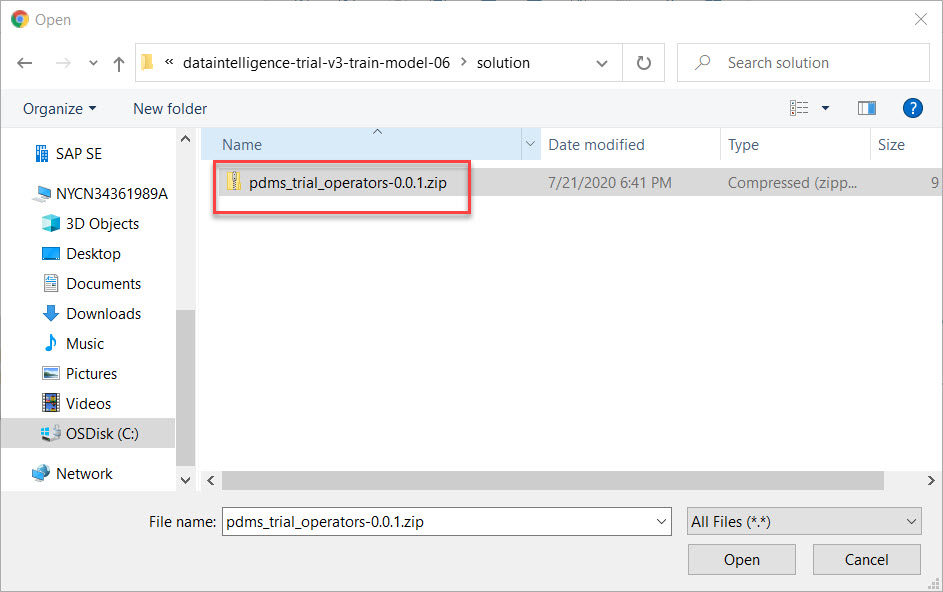 Open
« dataintelligence-trial-v3-train-model-06 > solution
Search solution
Organize
New folder
?
Name
Date modified
Type
Size
SAP SE
NYCN34361989A
3D Objects
Desktop
Documents
Downloads
Music
Pictures
Videos
OSDisk (C:)
Network
pdms_trial_operators-0.0.1.zip
7/21/2020 6:41 PM
Compressed (zipp...
9
File name:
pdms_trial_operators-0.0.1.zip
All Files (*.*)
Open
Cancel